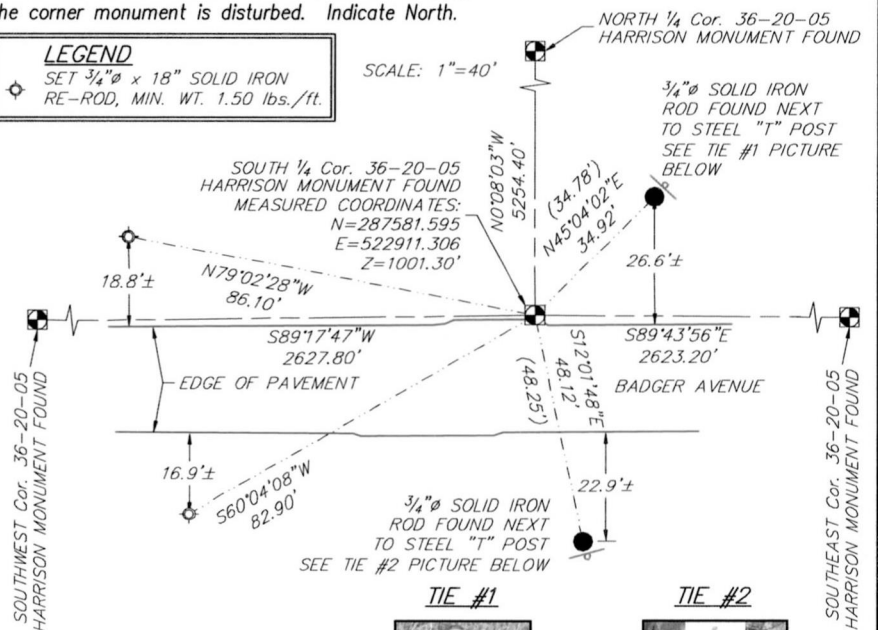 he corner monument is disturbed. Indicate North.
LEGEND
SET 3/4"ø x 18" SOLID IRON
RE-ROD, MIN. WT. 1.50 lbs./ft.
SCALE: 1"=40'
NORTH 1/4 Cor. 36-20-05
HARRISON MONUMENT FOUND
3/4"ø SOLID IRON
ROD FOUND NEXT
TO STEEL "T" POST
SEE TIE #1 PICTURE
BELOW
SOUTH 1/4 Cor. 36-20-05
HARRISON MONUMENT FOUND
MEASURED COORDINATES:
N=287581.595
E=522911.306
Z=1001.30'
N0°08'03"W
5254.40'
(34.78')
N45°04'02"E
34.92'
26.6'±
18.8'±
N79°02'28"W
86.10'
S89°17'47"W
2627.80'
S89°43'56"E
2623.20'
EDGE OF PAVEMENT
BADGER AVENUE
S12°01'48"E
48.12'
(48.25')
16.9'±
S60°04'08"W
82.90'
22.9'±
3/4"ø SOLID IRON
ROD FOUND NEXT
TO STEEL "T" POST
SEE TIE #2 PICTURE BELOW
SOUTHWEST Cor. 36-20-05
HARRISON MONUMENT FOUND
SOUTHEAST Cor. 36-20-05
HARRISON MONUMENT FOUND
TIE #1
TIE #2